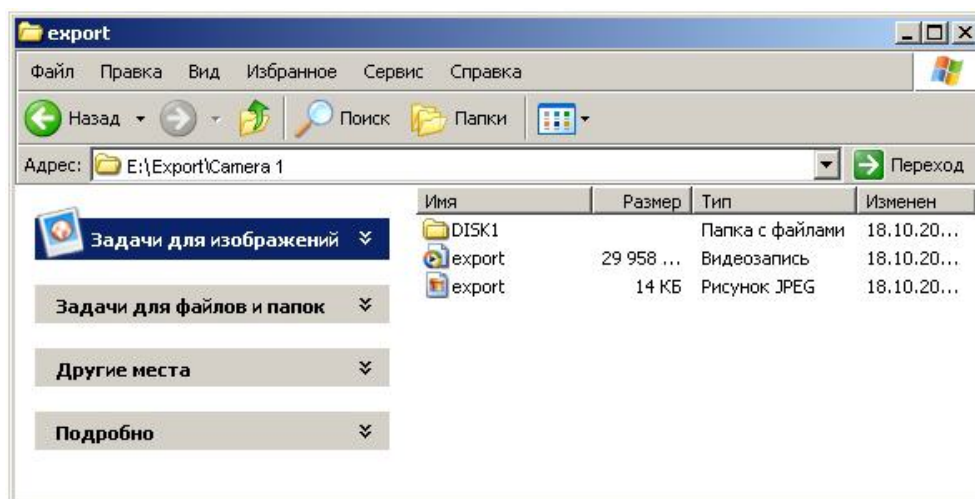 export
Файл Правка Вид Избранное Сервис Справка
Назад Поиск Папки
Адрес: E:\Export\Camera 1 Переход
Имя Размер Тип Изменен
Задачи для изображений
DISK1 Папка с файлами 18.10.20...
export 29 958 ... Видеозапись 18.10.20...
export 14 КБ Рисунок JPEG 18.10.20...
Задачи для файлов и папок
Другие места
Подробно